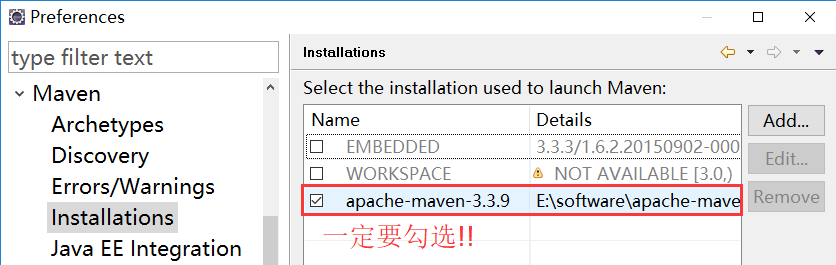 Preferences
type filter text
Maven
Archetypes
Discovery
Errors/Warnings
Installations
Java EE Integration
Installations
Select the installation used to launch Maven:
Name Details
EMBEDDED 3.3.3/1.6.2.20150902-000
WORKSPACE NOT AVAILABLE [3.0,)
apache-maven-3.3.9 E:\software\apache-mave
一定要勾选!!
Add...
Edit...
Remove